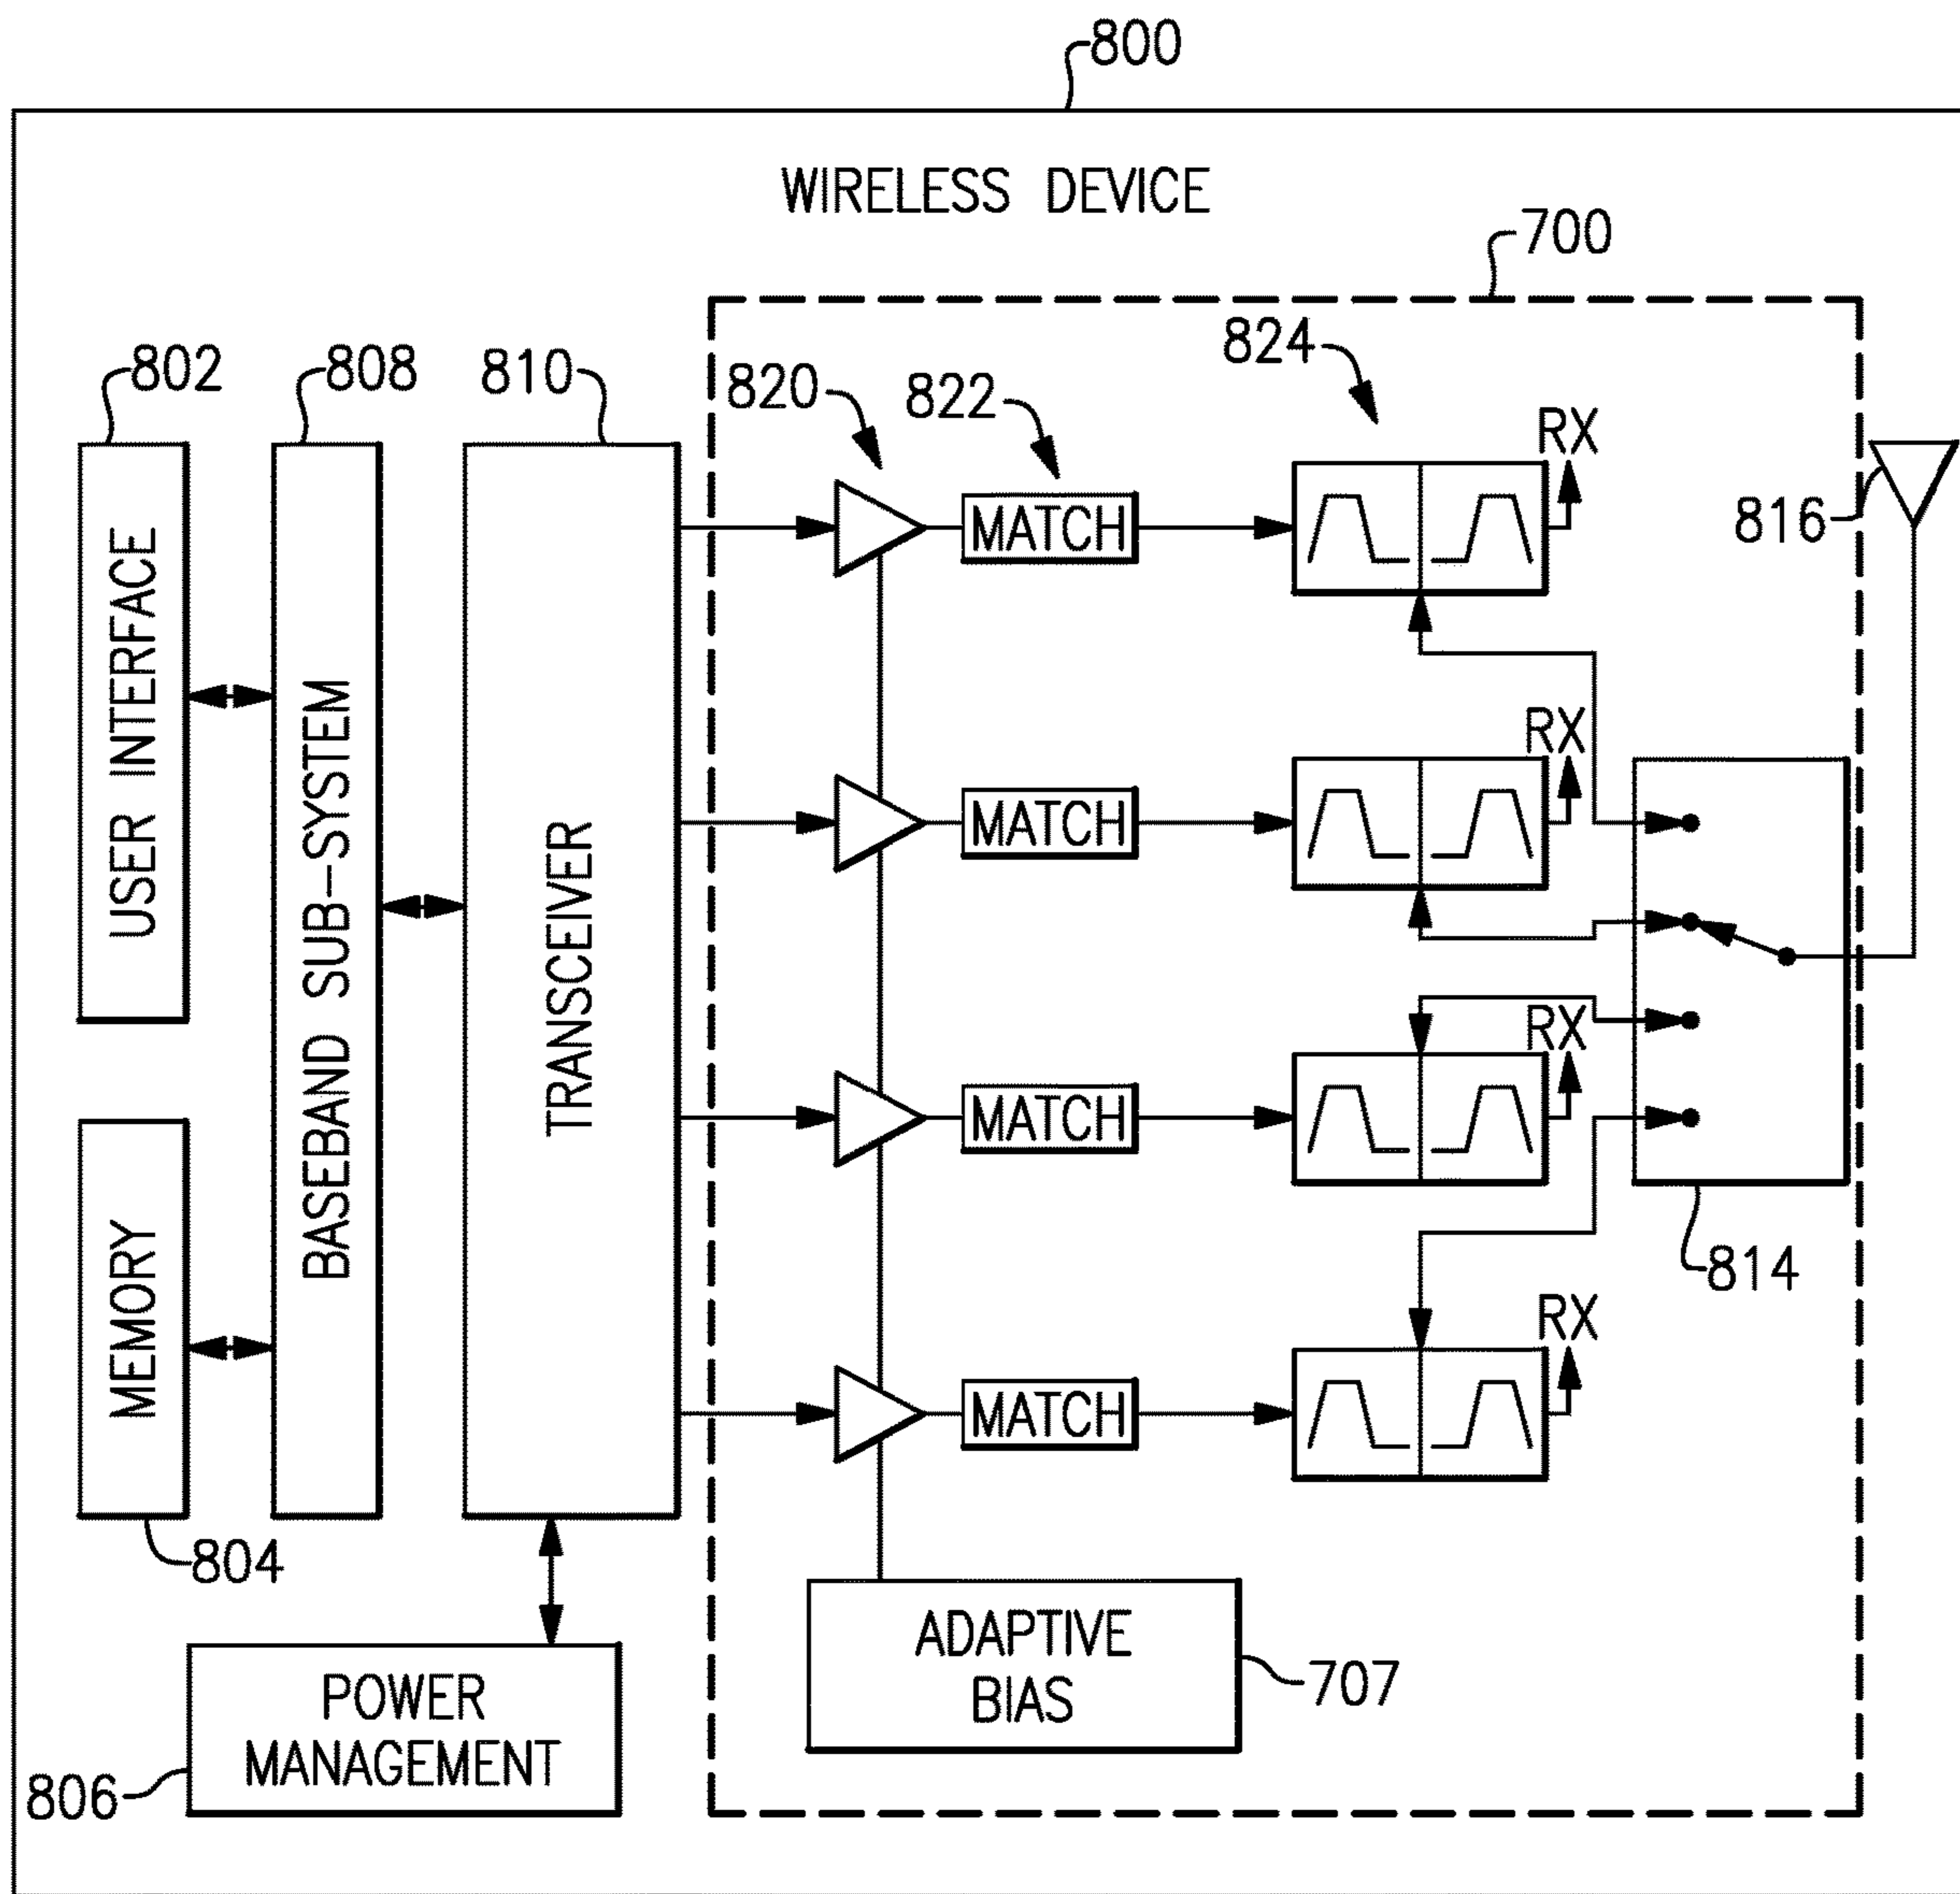 800
WIRELESS DEVICE
700
824
802
808
810
820
822
RX
MATCH
816
USER INTERFACE
BASEBAND SUB-SYSTEM
TRANSCEIVER
RX
MATCH
RX
MATCH
MEMORY
814
RX
MATCH
804
ADAPTIVE
BIAS
707
POWER
MANAGEMENT
806